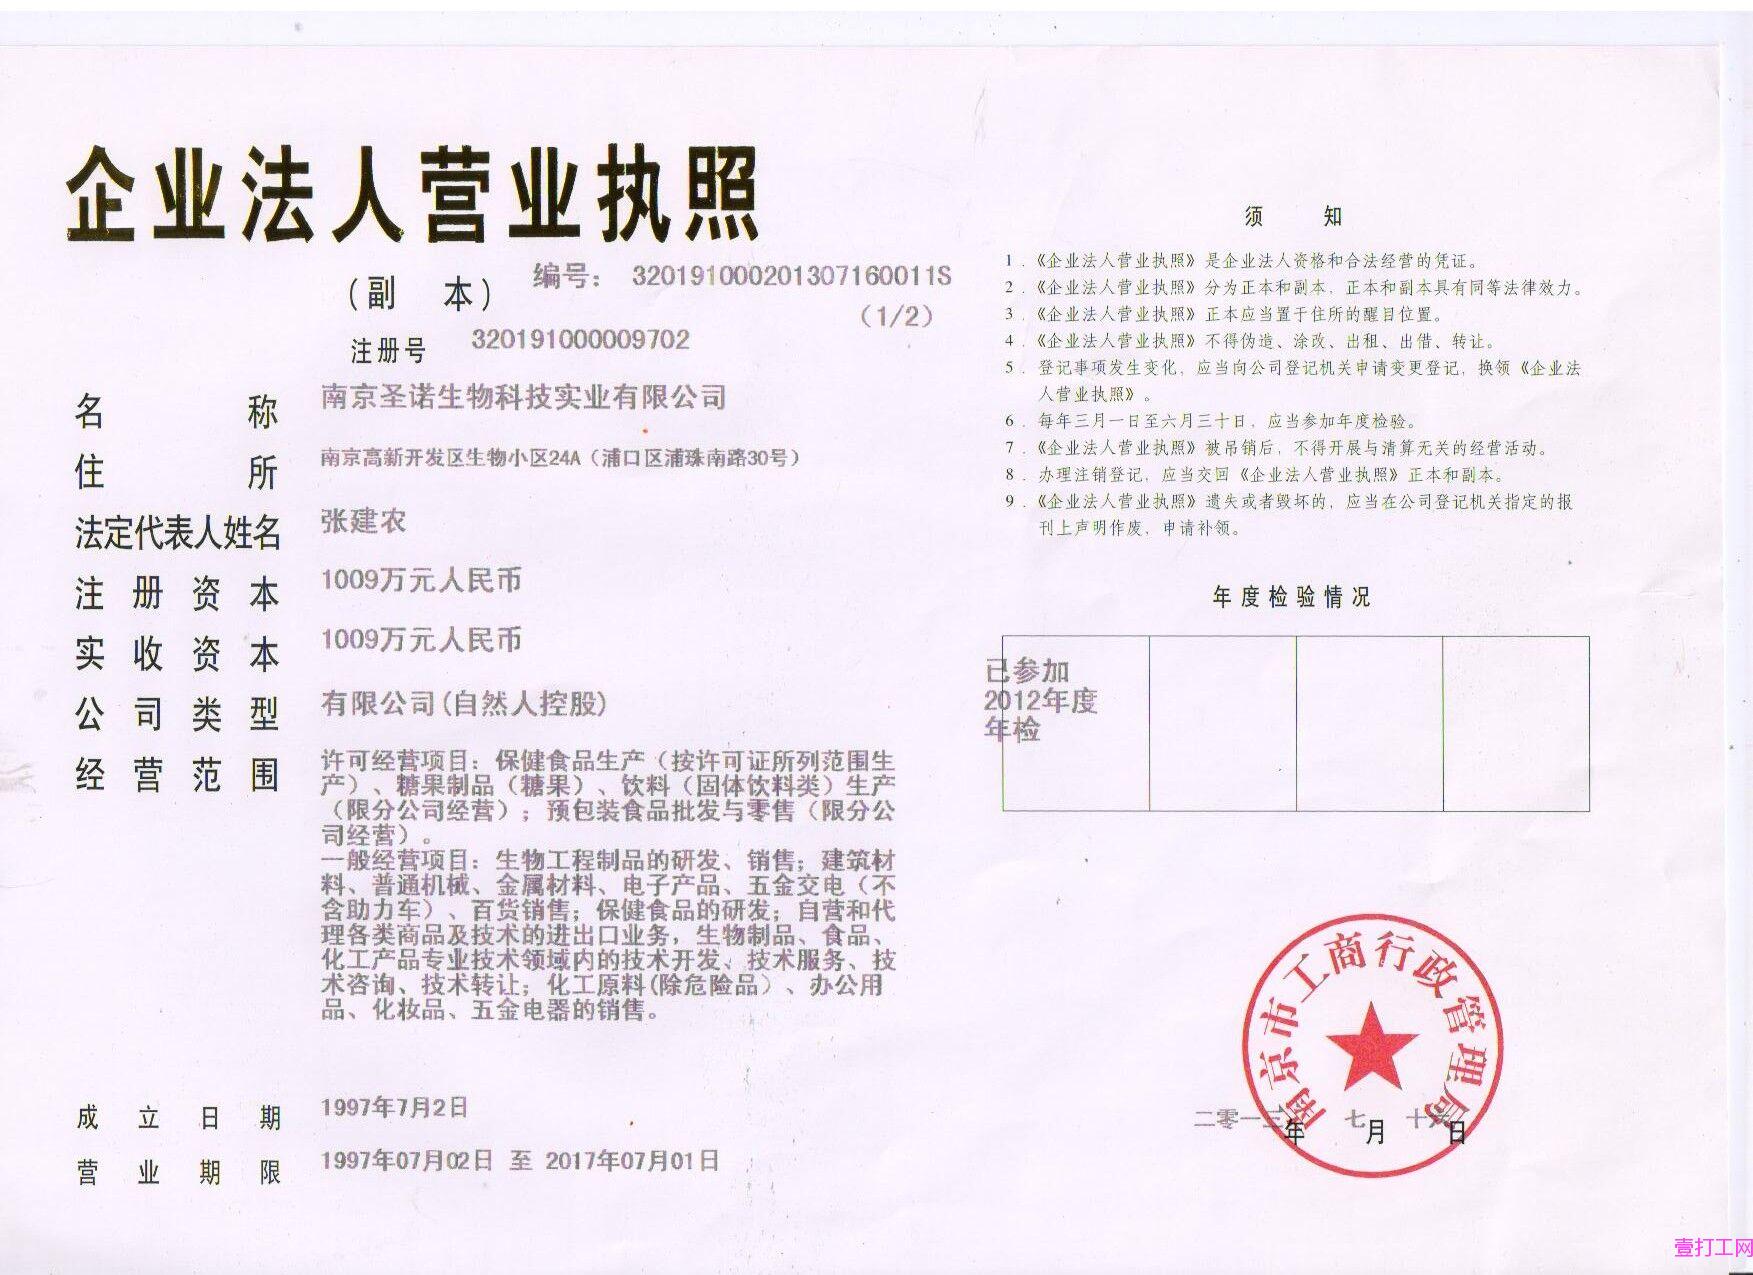 企业法人营业执照
(副 本)
编号： 320191000201307160011S
（1/2）
注册号 320191000009702
名 称 南京圣诺生物科技实业有限公司
住 所 南京高新开发区生物小区24A（浦口区浦珠南路30号）
法定代表人姓名 张建农
注册资本 1009万元人民币
实收资本 1009万元人民币
公司类型 有限公司(自然人控股)
经营范围 许可经营项目：保健食品生产（按许可证所列范围生
产）、糖果制品（糖果）、饮料（固体饮料类）生产
（限分公司经营）；预包装食品批发与零售（限分公
司经营）。
一般经营项目：生物工程制品的研发、销售；建筑材
料、普通机械、金属材料、电子产品、五金交电（不
含助力车）、百货销售；保健食品的研发；自营和代
理各类商品及技术的进出口业务，生物制品、食品、
化工产品专业技术领域内的技术开发、技术服务、技
术咨询、技术转让；化工原料(除危险品）、办公用
品、化妆品、五金电器的销售。
成立日期 1997年7月2日
营业期限 1997年07月02日 至 2017年07月01日
须 知
1．《企业法人营业执照》是企业法人资格和合法经营的凭证。
2．《企业法人营业执照》分为正本和副本，正本和副本具有同等法律效力。
3．《企业法人营业执照》正本应当置于住所的醒目位置。
4．《企业法人营业执照》不得伪造、涂改、出租、出借、转让。
5．登记事项发生变化，应当向公司登记机关申请变更登记，换领《企业法
人营业执照》。
6．每年三月一日至六月三十日，应当参加年度检验。
7．《企业法人营业执照》被吊销后，不得开展与清算无关的经营活动。
8．办理注销登记，应当交回《企业法人营业执照》正本和副本。
9．《企业法人营业执照》遗失或者毁坏的，应当在公司登记机关指定的报
刊上声明作废，申请补领。
年度检验情况
已参加
2012年度
年检
南京市工商行政管理局
二零一三年 七月 十六日
壹打工网